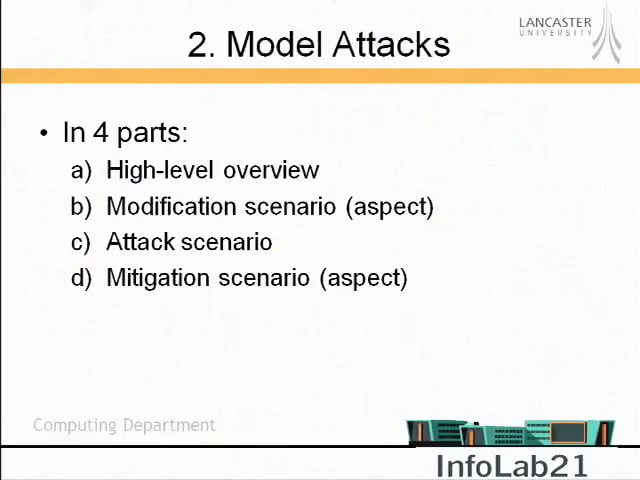 LANCASTER
UNIVERSITY
2. Model Attacks
• In 4 parts:
a) High-level overview
b) Modification scenario (aspect)
c) Attack scenario
d) Mitigation scenario (aspect)
Computing Department
InfoLab21